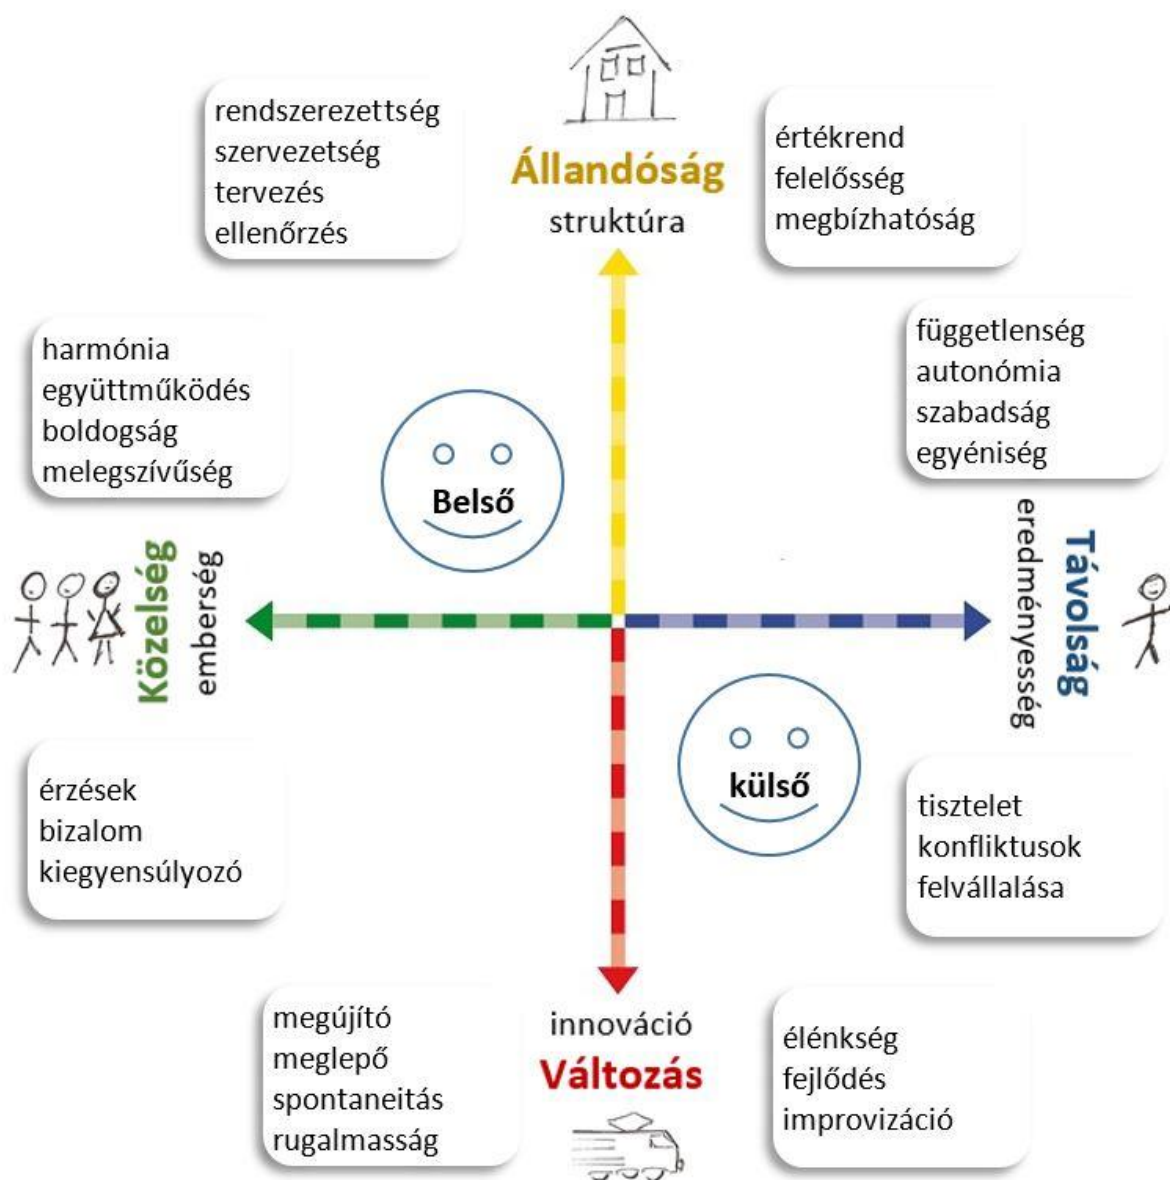 rendszerezettség
szervezetség
tervezés
ellenőrzés
Állandóság
struktúra
értékrend
felelősség
megbízhatóság
harmónia
együttműködés
boldogság
melegszívűség
függetlenség
autonómia
szabadság
egyéniség
Belső
Közelség
emberség
eredményesség
Távolság
érzések
bizalom
kiegyensúlyozó
külső
tisztelet
konfliktusok
felvállalása
megújító
meglepő
spontaneitás
rugalmasság
innováció
Változás
élénkség
fejlődés
improvizáció